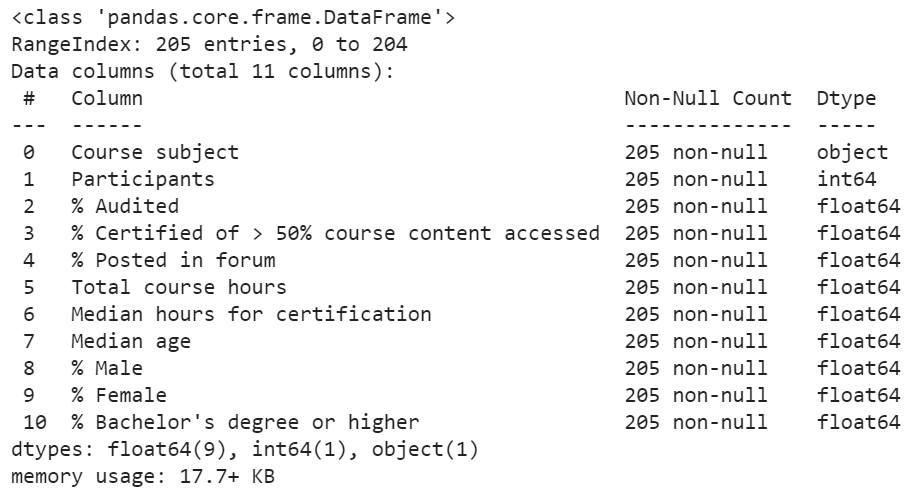 <class 'pandas.core.frame.DataFrame'>
RangeIndex: 205 entries, 0 to 204
Data columns (total 11 columns):
 #   Column                                      Non-Null Count  Dtype
---  ------                                      --------------  -----
 0   Course subject                              205 non-null    object
 1   Participants                                205 non-null    int64
 2   % Audited                                   205 non-null    float64
 3   % Certified of > 50% course content accessed  205 non-null    float64
 4   % Posted in forum                           205 non-null    float64
 5   Total course hours                          205 non-null    float64
 6   Median hours for certification              205 non-null    float64
 7   Median age                                  205 non-null    float64
 8   % Male                                      205 non-null    float64
 9   % Female                                    205 non-null    float64
 10  % Bachelor's degree or higher               205 non-null    float64
dtypes: float64(9), int64(1), object(1)
memory usage: 17.7+ KB